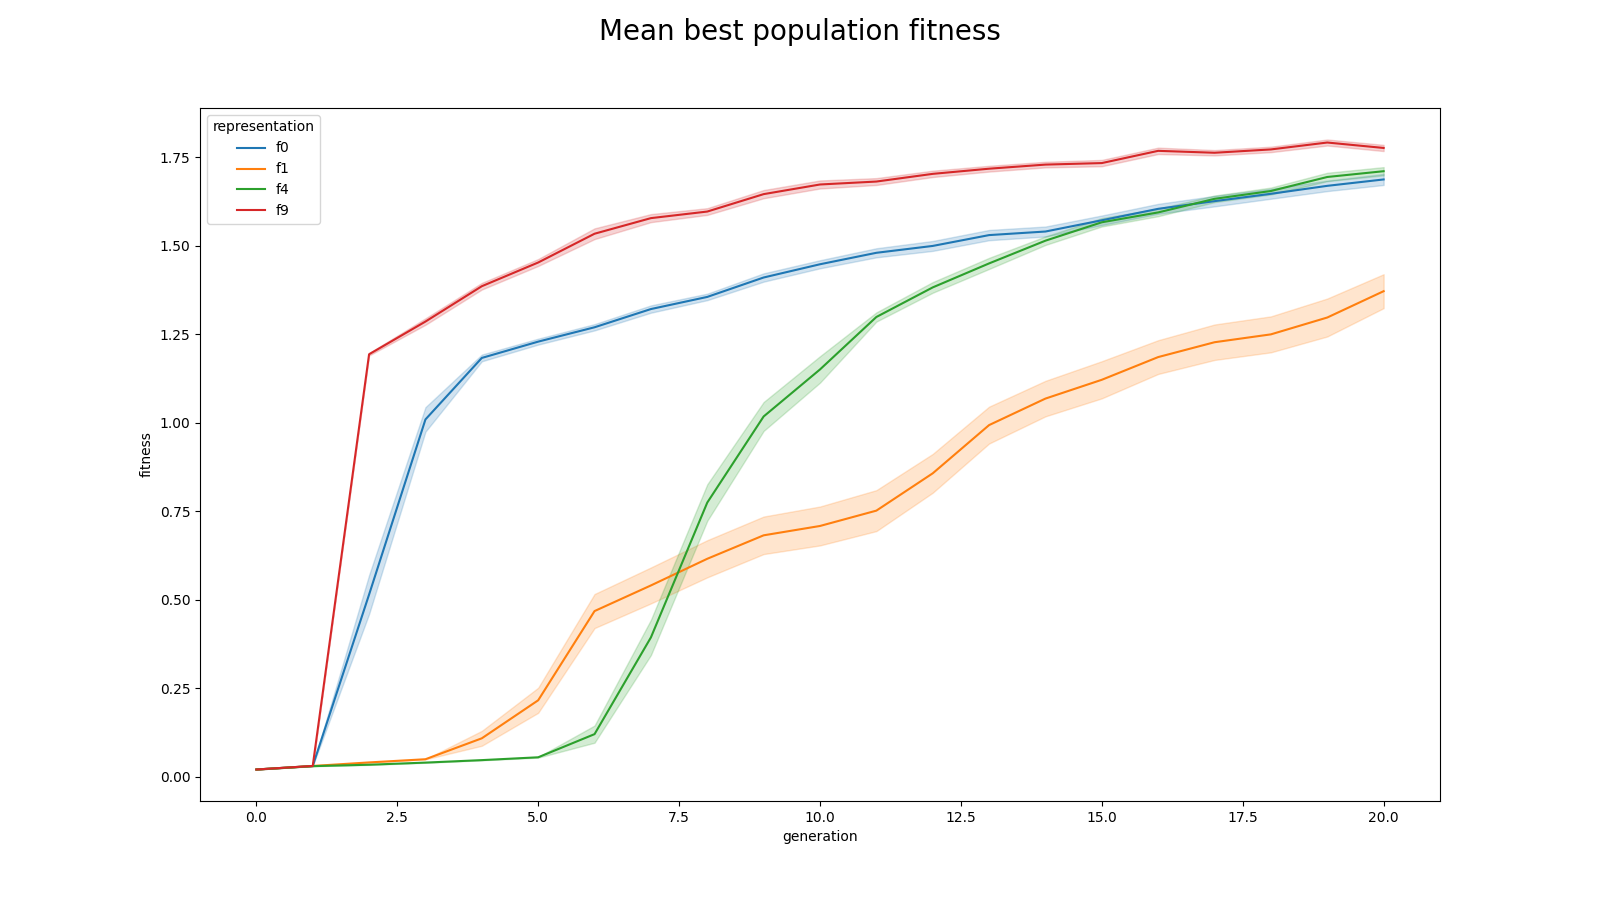 Mean best population fitness
representation
f0
f1
f4
f9
1.75
1.50
1.25
1.00
0.75
0.50
0.25
0.00
fitness
0.0 2.5 5.0 7.5 10.0 12.5 15.0 17.5 20.0
generation